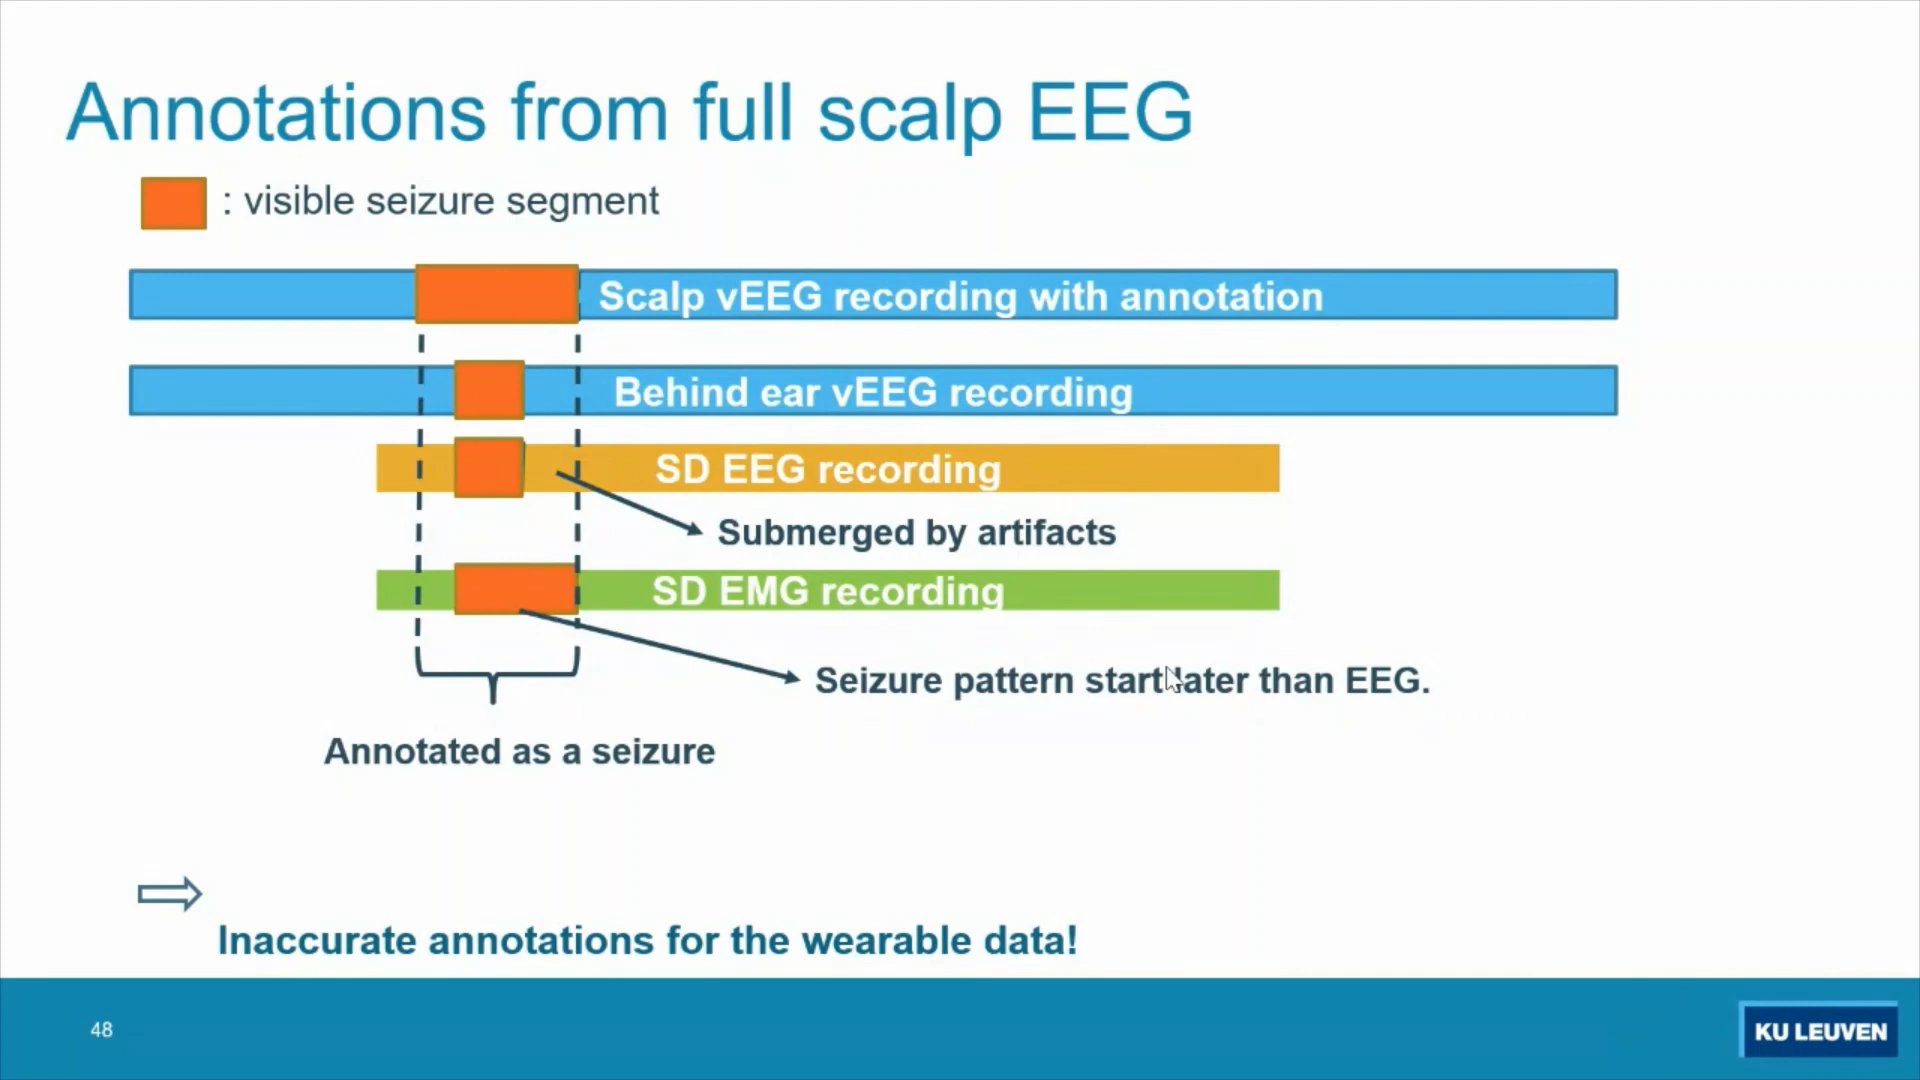 Annotations from full scalp EEG
: visible seizure segment
Scalp vEEG recording with annotation
Behind ear vEEG recording
SD EEG recording
Submerged by artifacts
SD EMG recording
Seizure pattern start later than EEG.
Annotated as a seizure
Inaccurate annotations for the wearable data!
48
KU LEUVEN